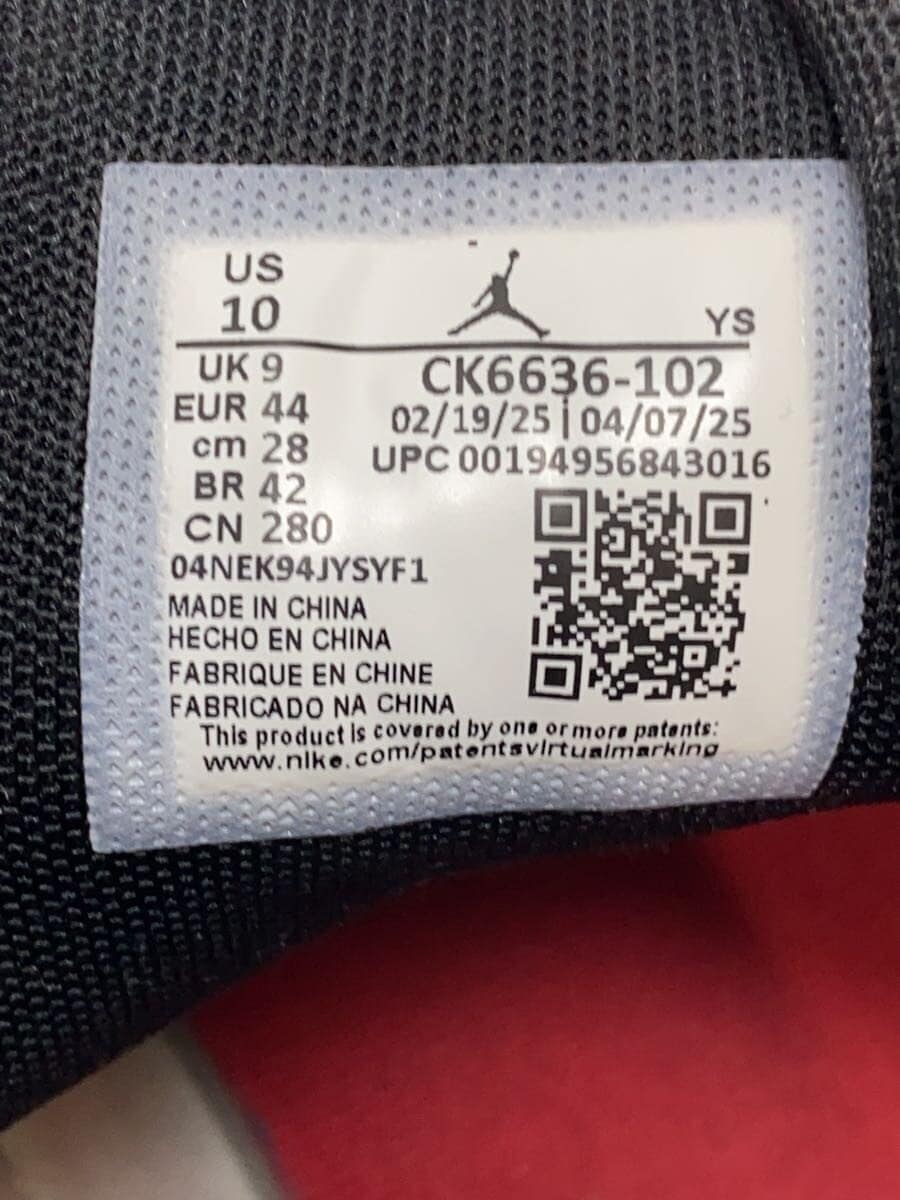 US
10
YS
UK 9
EUR 44
cm 28
BR 42
CN 280
CK6636-102
02/19/25 | 04/07/25
UPC 00194956843016
04NEK94JYSYF1
MADE IN CHINA
HECHO EN CHINA
FABRIQUE EN CHINE
FABRICADO NA CHINA
This product is covered by one or more patents:
www.nike.com/patentsvirtualmarking